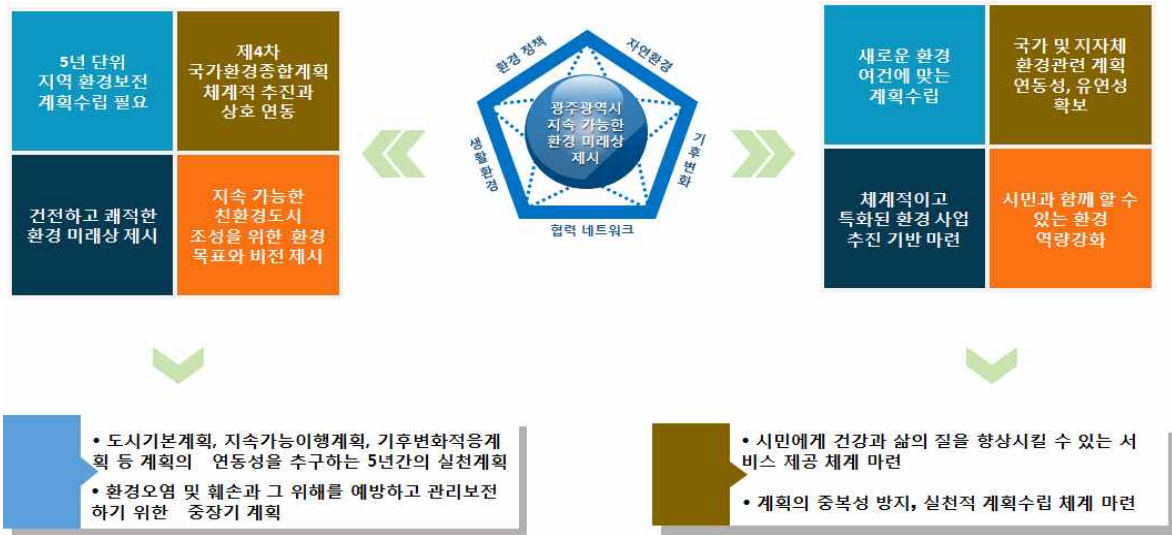 5년 단위
지역 환경보전
계획수립 필요
제4차
국가환경종합계획
체계적 추진과
상호 연동
건전하고 쾌적한
환경 미래상 제시
지속 가능한
친환경도시
조성을 위한 환경
목표와 비전 제시
환경 정책
자연환경
생활환경
기후변화
협력 네트워크
광주광역시
지속 가능한
환경 미래상
제시
새로운 환경
여건에 맞는
계획수립
국가 및 지자체
환경관련 계획
연동성, 유연성
확보
체계적이고
특화된 환경 사업
추진 기반 마련
시민과 함께 할 수
있는 환경
역량강화
• 도시기본계획, 지속가능이행계획, 기후변화적응계
획 등 계획의 연동성을 추구하는 5년간의 실천계획
• 환경오염 및 훼손과 그 위해를 예방하고 관리보전
하기 위한 중장기 계획
• 시민에게 건강과 삶의 질을 향상시킬 수 있는 서
비스 제공 체계 마련
• 계획의 중복성 방지, 실천적 계획수립 체계 마련